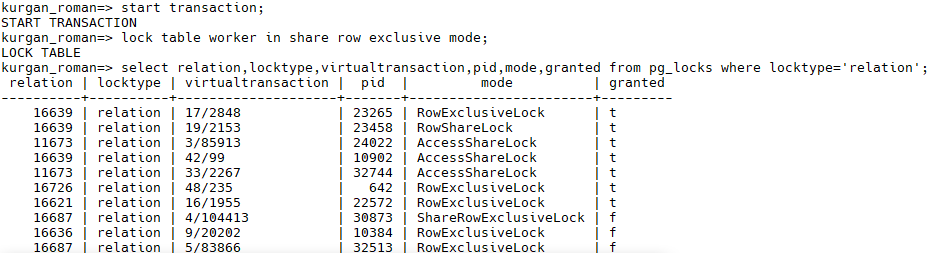 kurgan_roman=> start transaction;
START TRANSACTION
kurgan_roman=> lock table worker in share row exclusive mode;
LOCK TABLE
kurgan_roman=> select relation,locktype,virtualtransaction,pid,mode,granted from pg_locks where locktype='relation';
 relation | locktype | virtualtransaction |  pid  |         mode          | granted
----------+----------+--------------------+-------+-----------------------+---------
    16639 | relation | 17/2848            | 23265 | RowExclusiveLock      | t
    16639 | relation | 19/2153            | 23458 | RowShareLock          | t
    11673 | relation | 3/85913            | 24022 | AccessShareLock       | t
    16639 | relation | 42/99              | 10902 | AccessShareLock       | t
    11673 | relation | 33/2267            | 32744 | AccessShareLock       | t
    16726 | relation | 48/235             |   642 | RowExclusiveLock      | t
    16621 | relation | 16/1955            | 22572 | RowExclusiveLock      | t
    16687 | relation | 4/104413           | 30873 | ShareRowExclusiveLock | f
    16636 | relation | 9/20202            | 10384 | RowExclusiveLock      | f
    16687 | relation | 5/83866            | 32513 | RowExclusiveLock      | f